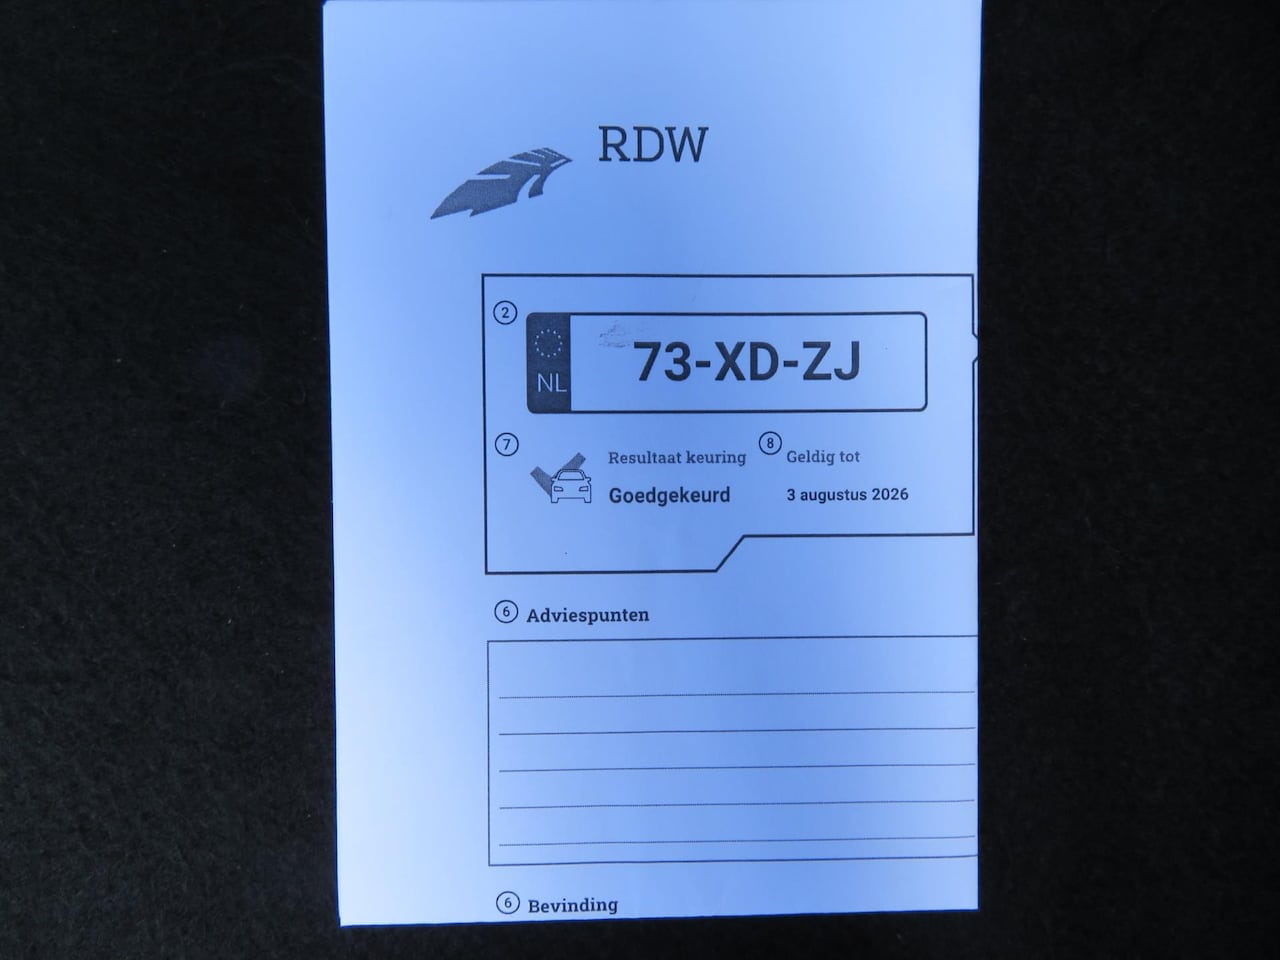 RDW
2
NL
73-XD-ZJ
7
Resultaat keuring
8
Geldig tot
Goedgekeurd
3 augustus 2026
6 Adviespunten
6 Bevinding